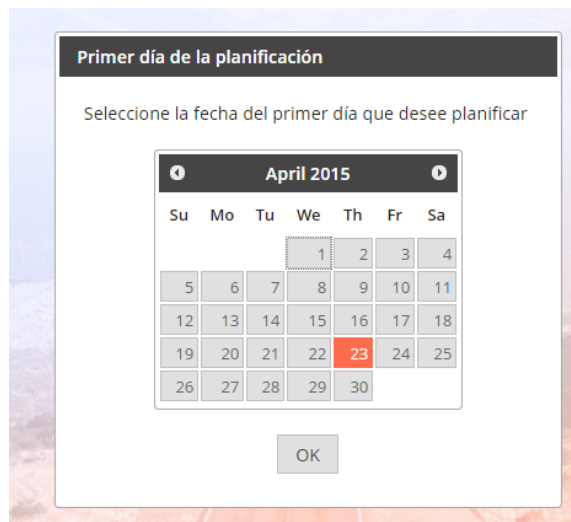 Primer día de la planificación
Seleccione la fecha del primer día que desee planificar
April 2015
Su Mo Tu We Th Fr Sa
1 2 3 4
5 6 7 8 9 10 11
12 13 14 15 16 17 18
19 20 21 22 23 24 25
26 27 28 29 30
OK